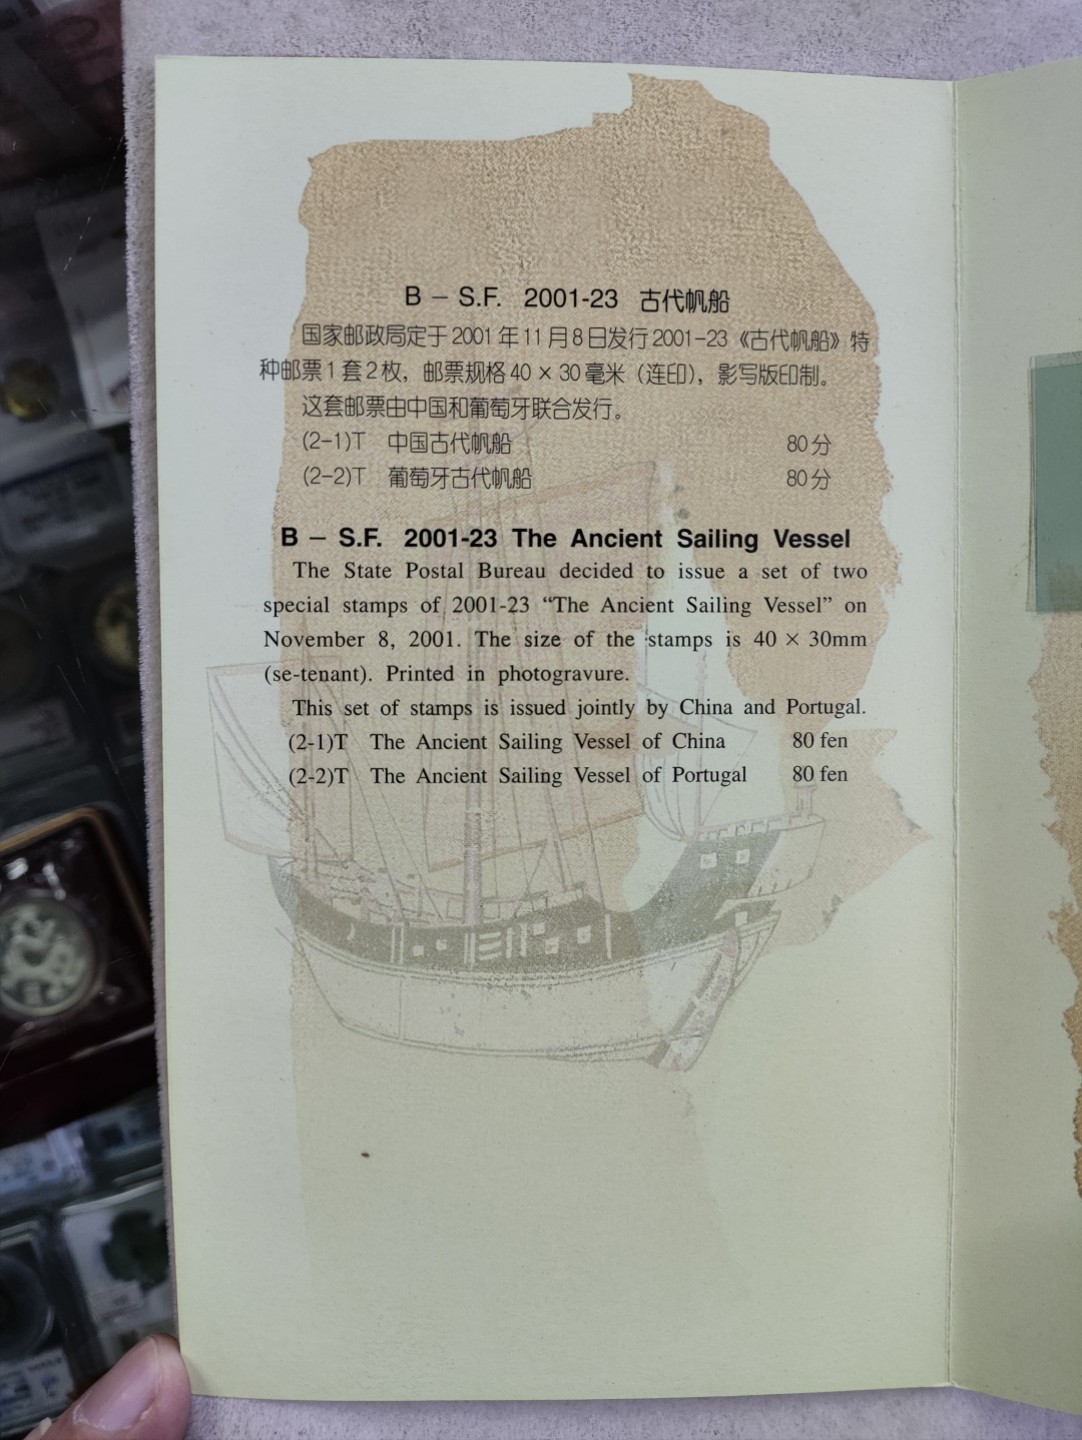 B – S.F. 2001-23 古代帆船
国家邮政局定于2001年11月8日发行2001-23《古代帆船》特
种邮票1套2枚，邮票规格40×30毫米（连印），影写版印制。
这套邮票由中国和葡萄牙联合发行。
(2-1)T 中国古代帆船 80分
(2-2)T 葡萄牙古代帆船 80分
B – S.F. 2001-23 The Ancient Sailing Vessel
The State Postal Bureau decided to issue a set of two
special stamps of 2001-23 “The Ancient Sailing Vessel” on
November 8, 2001. The size of the stamps is 40 × 30mm
(se-tenant). Printed in photogravure.
This set of stamps is issued jointly by China and Portugal.
(2-1)T The Ancient Sailing Vessel of China 80 fen
(2-2)T The Ancient Sailing Vessel of Portugal 80 fen